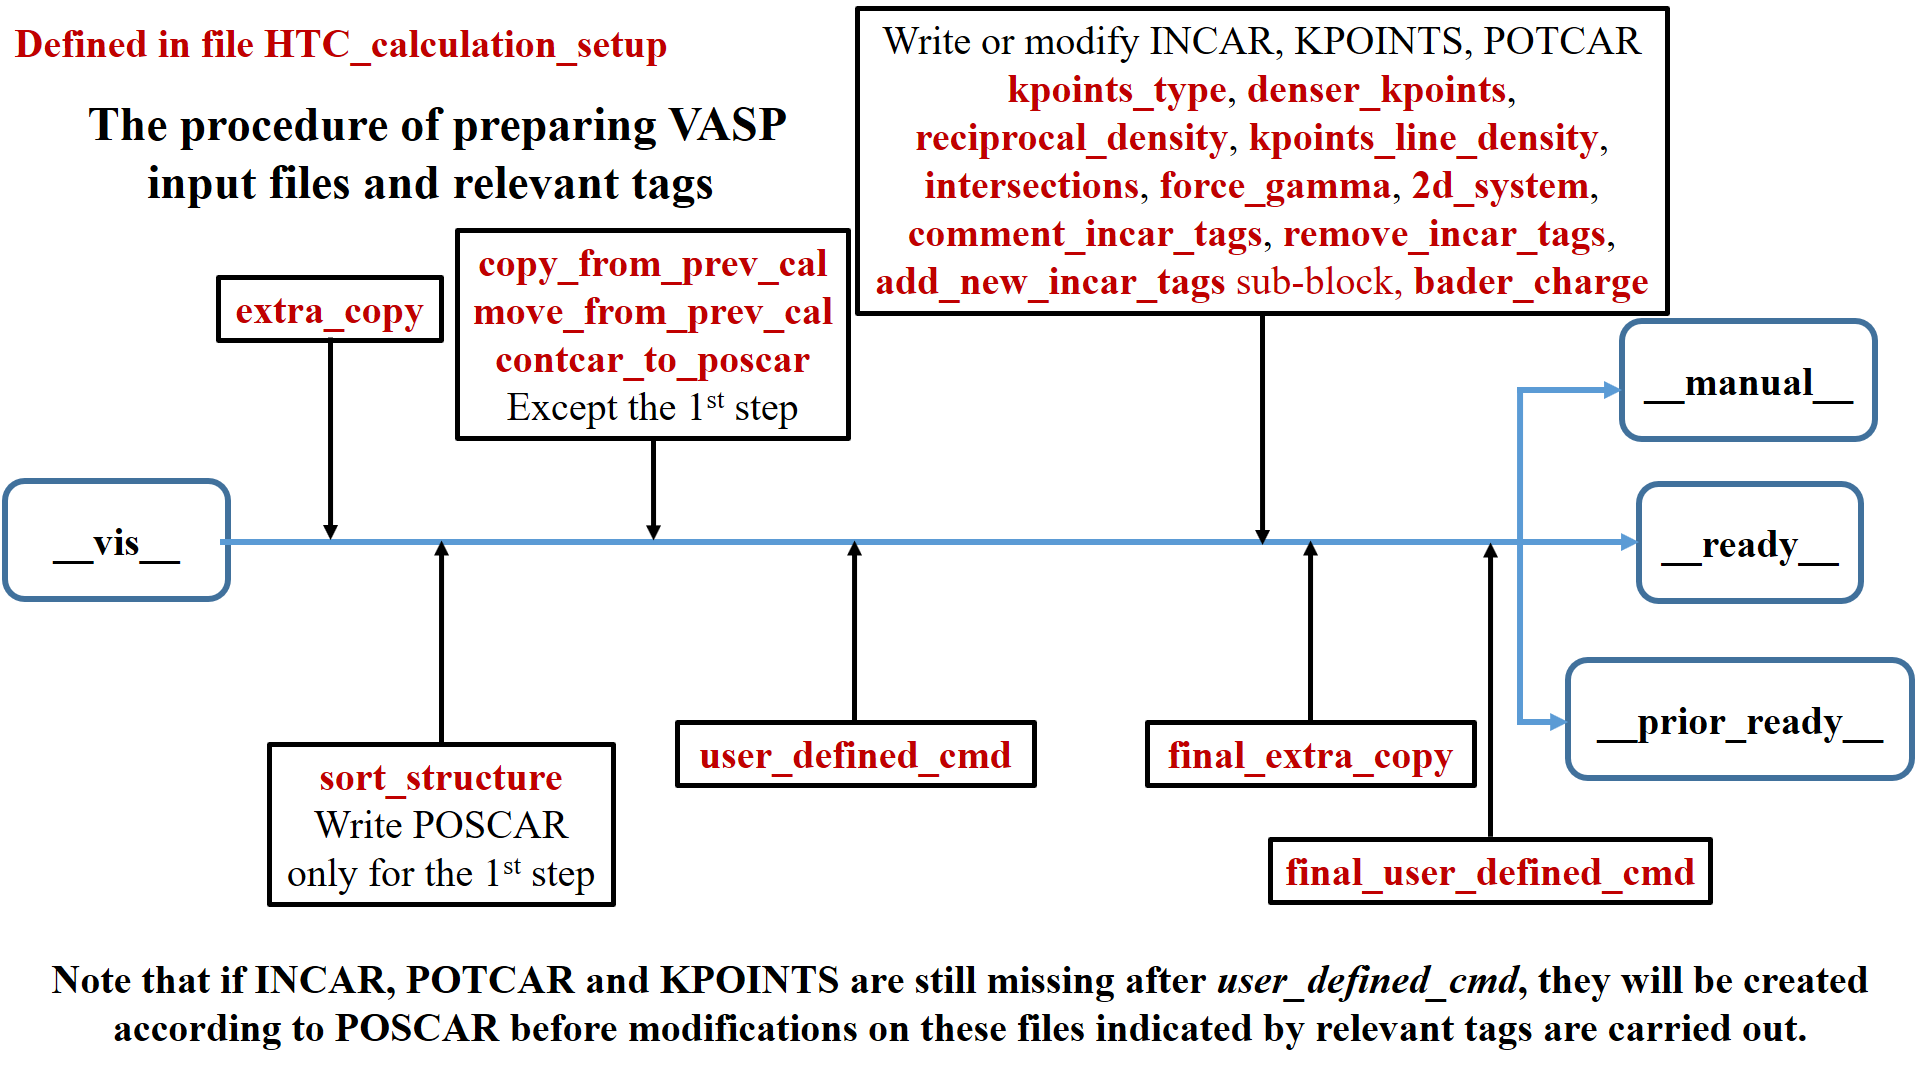 Defined in file HTC_calculation_setup
The procedure of preparing VASP
input files and relevant tags
Write or modify INCAR, KPOINTS, POTCAR
kpoints_type, denser_kpoints,
reciprocal_density, kpoints_line_density,
intersections, force_gamma, 2d_system,
comment_incar_tags, remove_incar_tags,
add_new_incar_tags sub-block, bader_charge
extra_copy
copy_from_prev_cal
move_from_prev_cal
contcar_to_poscar
Except the 1st step
__vis__
__manual__
__ready__
__prior_ready__
sort_structure
Write POSCAR
only for the 1st step
user_defined_cmd
final_extra_copy
final_user_defined_cmd
Note that if INCAR, POTCAR and KPOINTS are still missing after user_defined_cmd, they will be created
according to POSCAR before modifications on these files indicated by relevant tags are carried out.